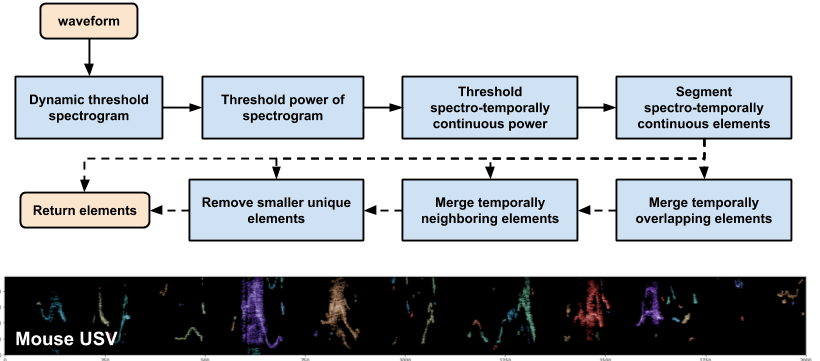 waveform
Dynamic threshold
spectrogram
Threshold power of
spectrogram
Threshold
spectro-temporally
continuous power
Segment
spectro-temporally
continuous elements
Return elements
Remove smaller unique
elements
Merge temporally
neighboring elements
Merge temporally
overlapping elements
Mouse USV